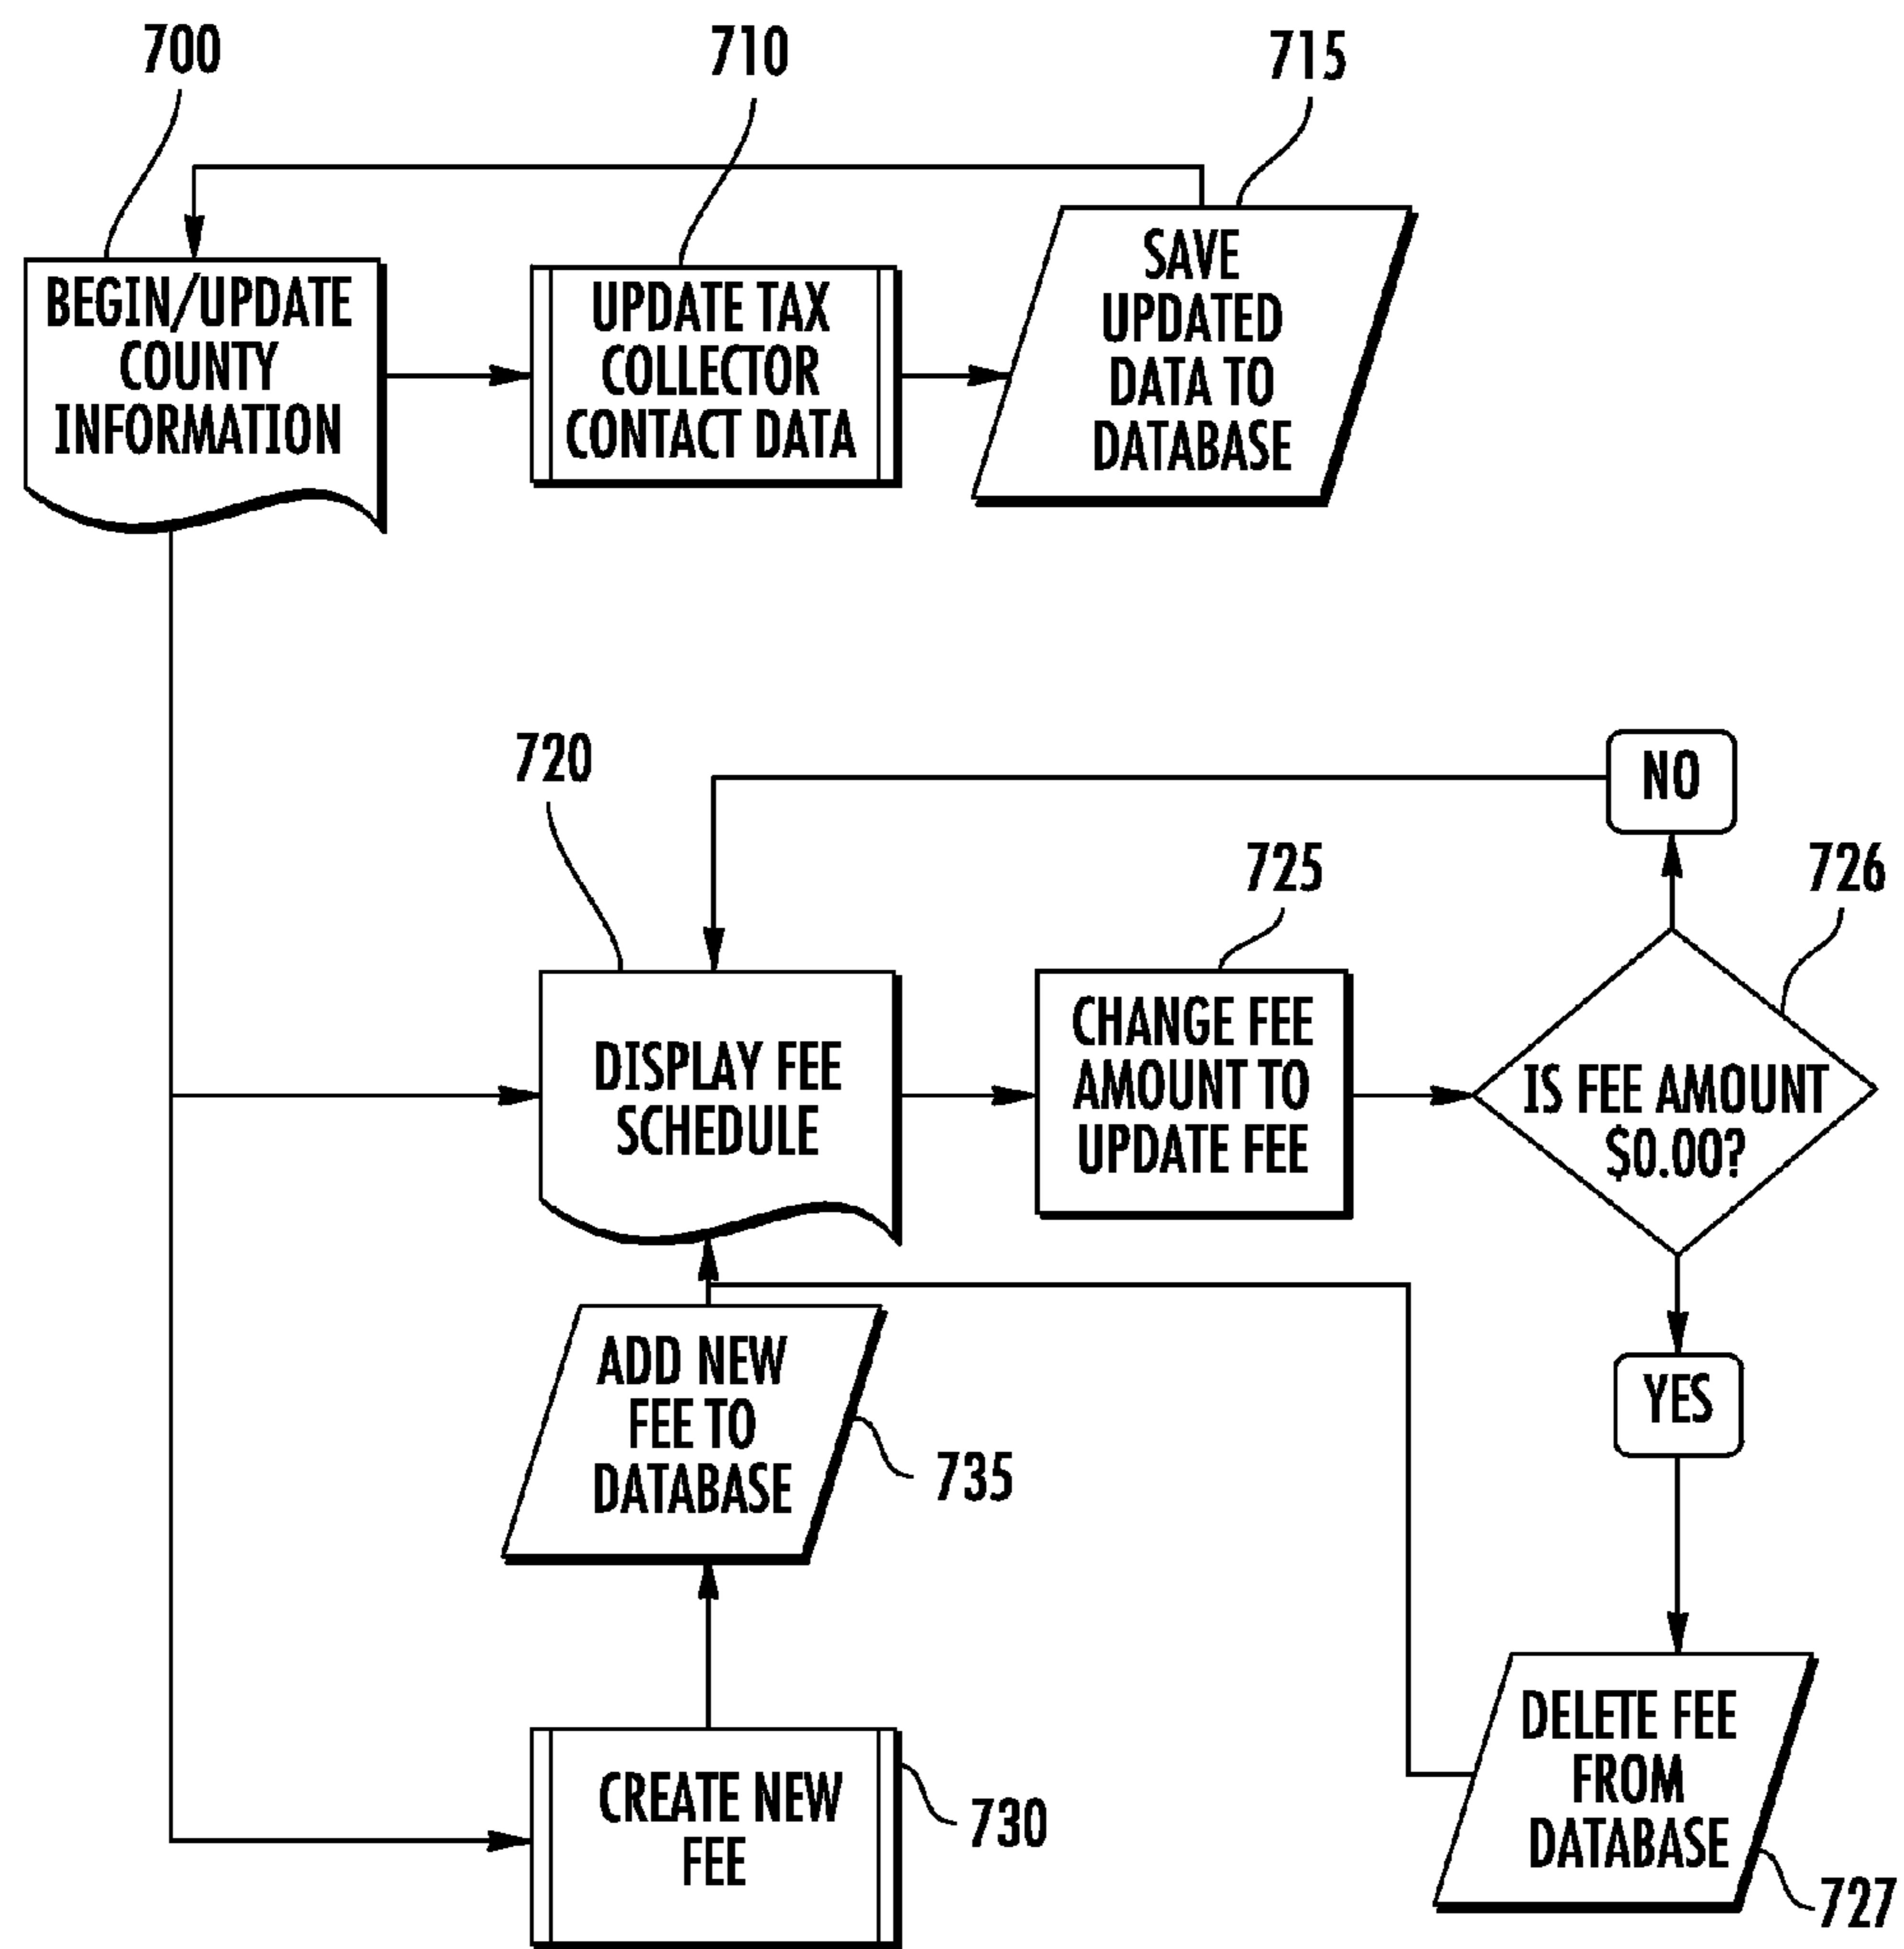 700
710
715
BEGIN/UPDATE
COUNTY
INFORMATION
UPDATE TAX
COLLECTOR
CONTACT DATA
SAVE
UPDATED
DATA TO
DATABASE
720
NO
725
726
DISPLAY FEE
SCHEDULE
CHANGE FEE
AMOUNT TO
UPDATE FEE
IS FEE AMOUNT
$0.00?
ADD NEW
FEE TO
DATABASE
735
YES
CREATE NEW
FEE
730
DELETE FEE
FROM
DATABASE
727